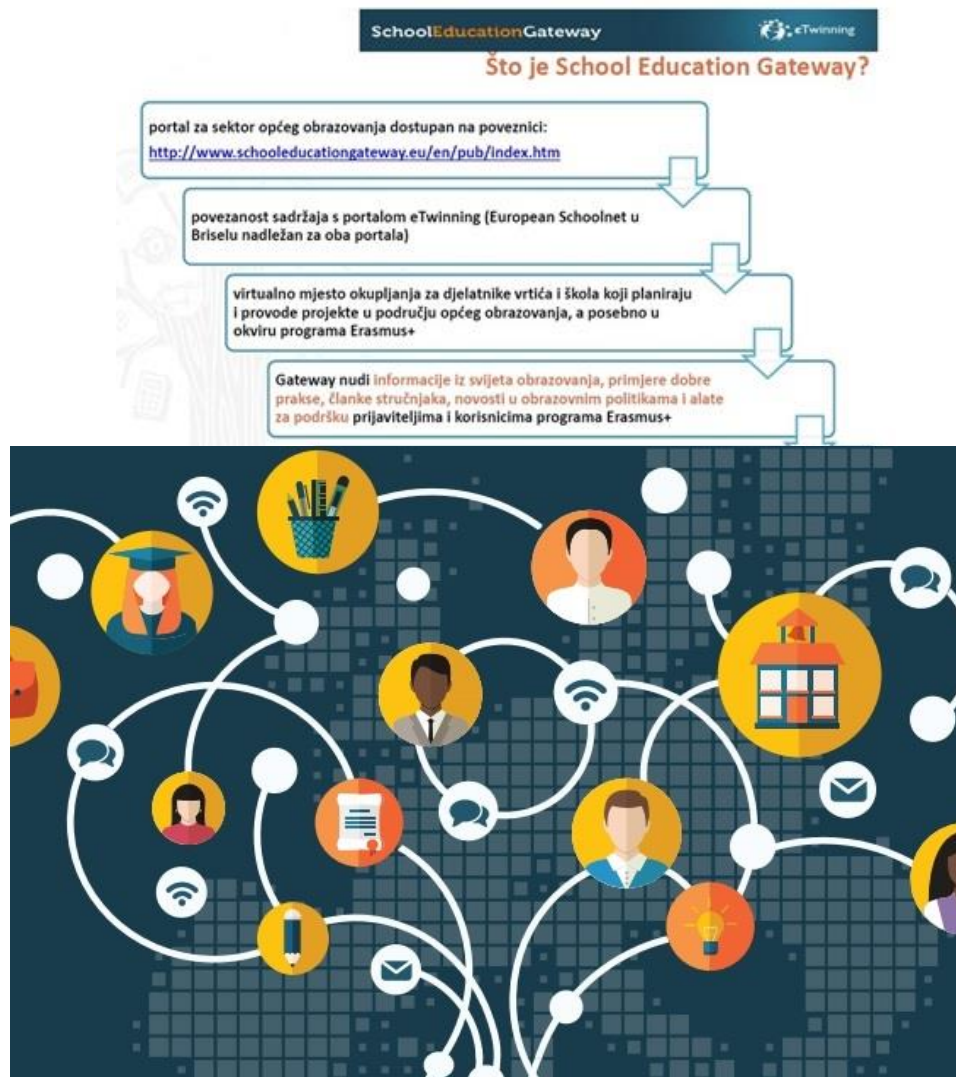 SchoolEducationGateway
eTwinning
Što je School Education Gateway?
portal za sektor općeg obrazovanja dostupan na poveznici:
http://www.schooleducationgateway.eu/en/pub/index.htm
povezanost sadržaja s portalom eTwinning (European Schoolnet u
Briselu nadležan za oba portala)
virtualno mjesto okupljanja za djelatnike vrtića i škola koji planiraju
i provode projekte u području općeg obrazovanja, a posebno u
okviru programa Erasmus+
Gateway nudi informacije iz svijeta obrazovanja, primjere dobre
prakse, članke stručnjaka, novosti u obrazovnim politikama i alate
za podršku prijaviteljima i korisnicima programa Erasmus+